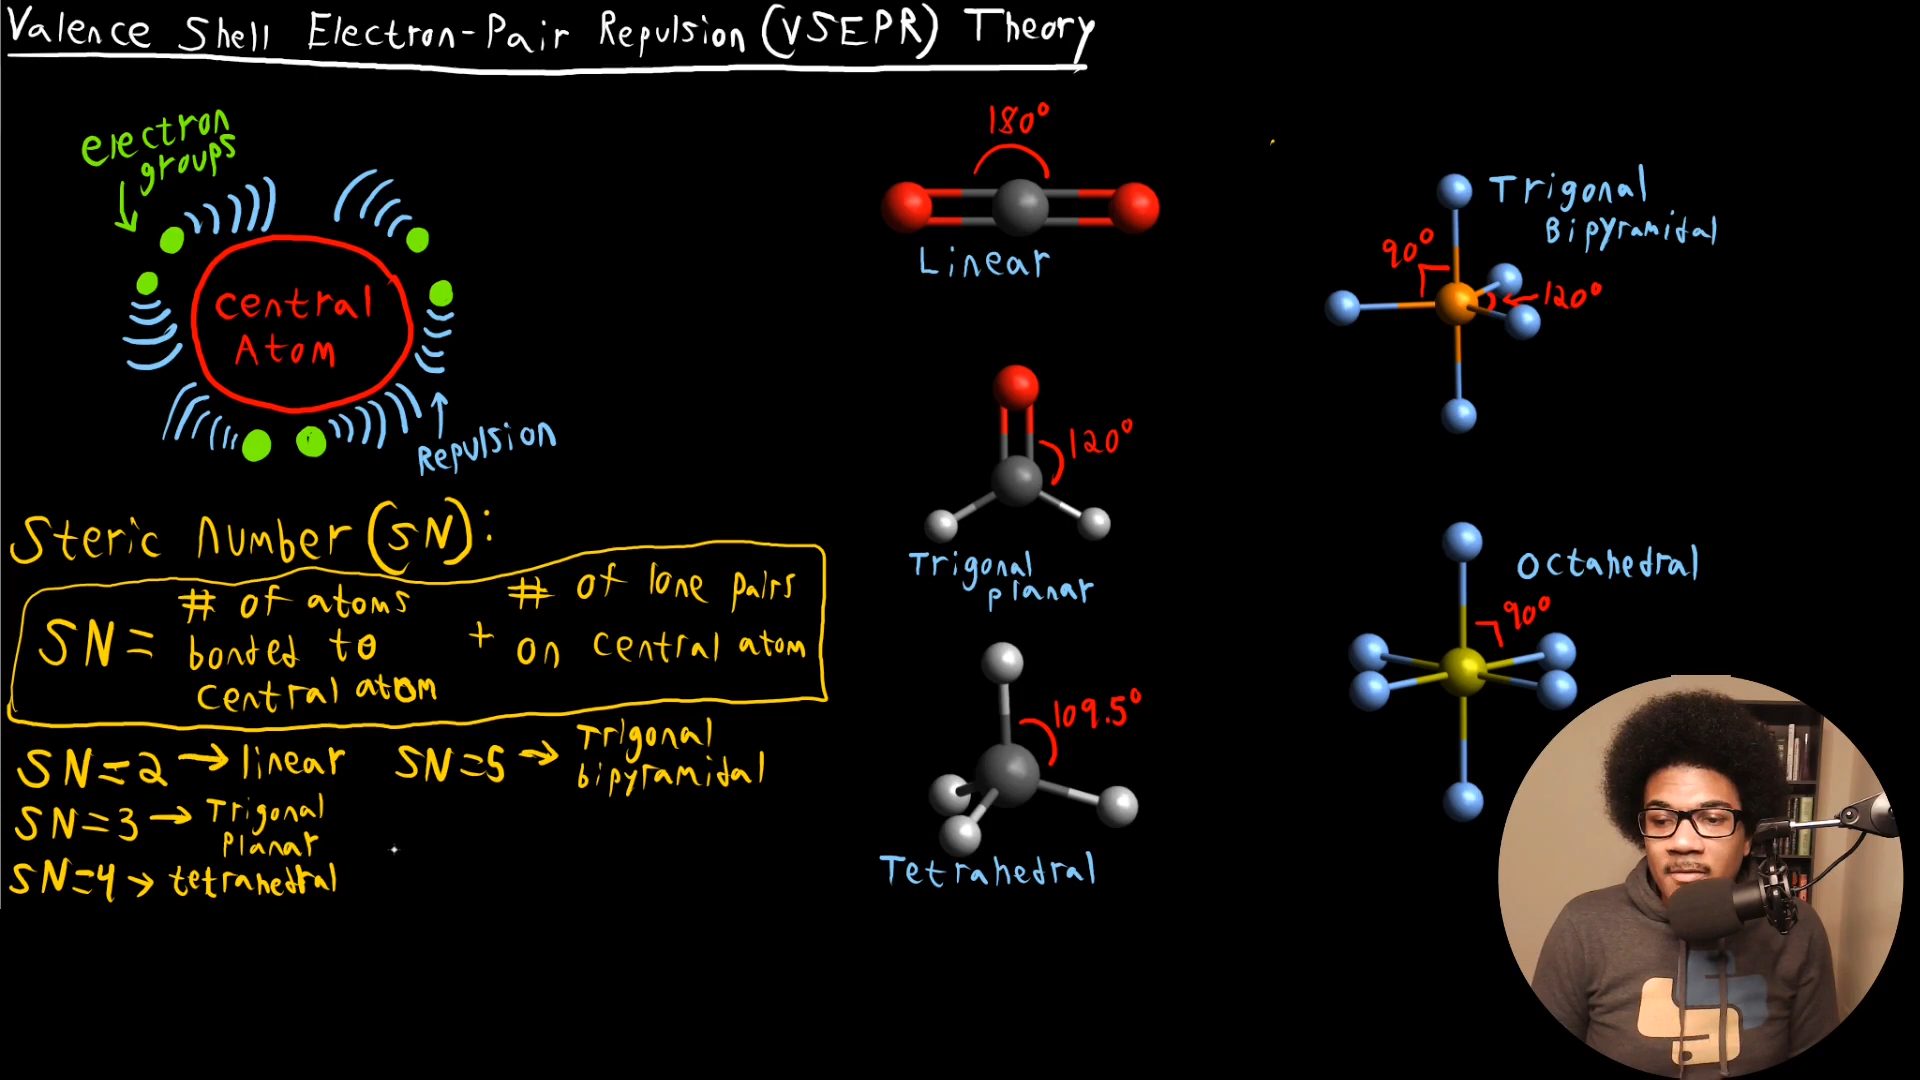 Valence Shell Electron-Pair Repulsion (VSEPR) Theory
electron
groups
central
Atom
Repulsion
Steric Number (SN):
SN = # of atoms
bonded to
central atom
+ # of lone pairs
on central atom
SN=2 → linear
SN=3 → Trigonal
planar
SN=4 → tetrahedral
SN=5 → Trigonal
bipyramidal
180°
Linear
120°
Trigonal
planar
109.5°
Tetrahedral
Trigonal
Bipyramidal
90°
120°
Octahedral
90°